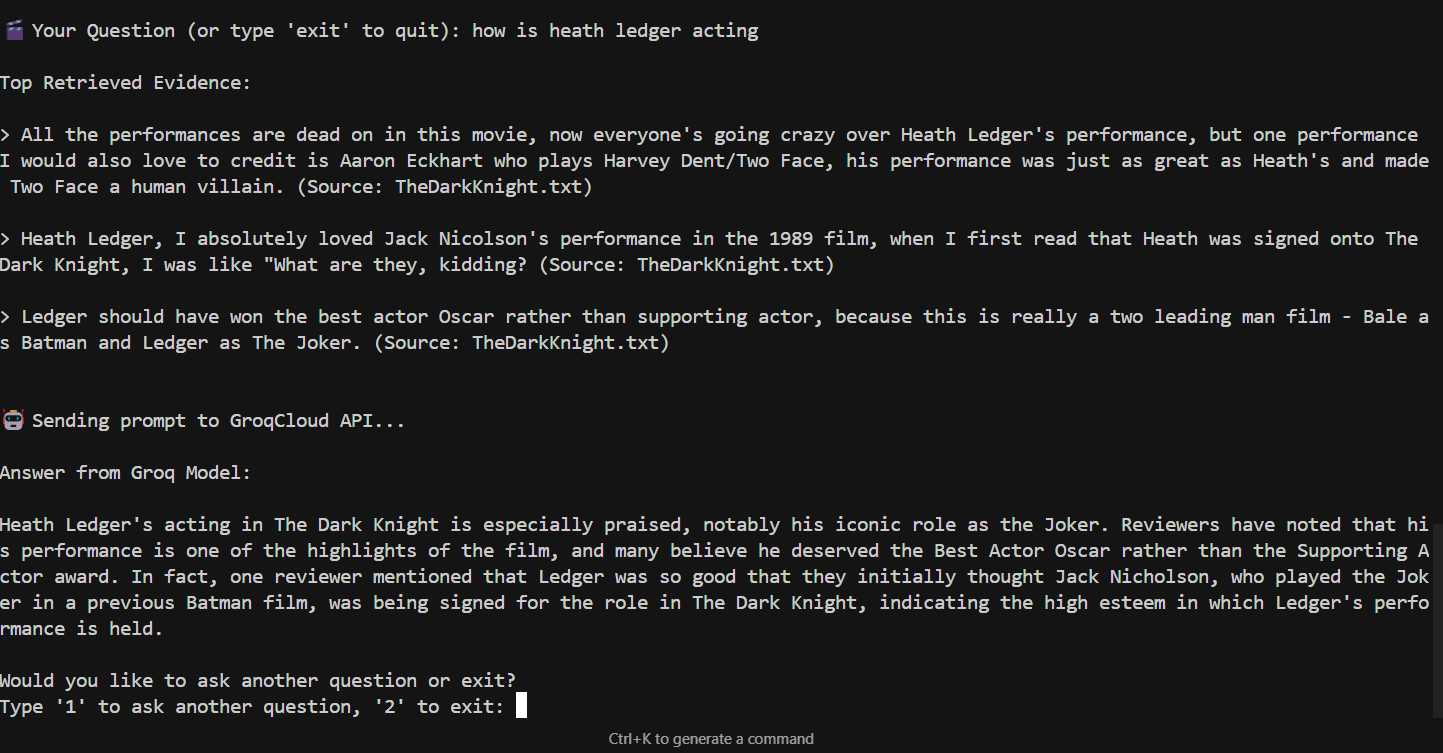 🎬 Your Question (or type 'exit' to quit): how is heath ledger acting
Top Retrieved Evidence:
> All the performances are dead on in this movie, now everyone's going crazy over Heath Ledger's performance, but one performance
I would also love to credit is Aaron Eckhart who plays Harvey Dent/Two Face, his performance was just as great as Heath's and made
 Two Face a human villain. (Source: TheDarkKnight.txt)
> Heath Ledger, I absolutely loved Jack Nicolson's performance in the 1989 film, when I first read that Heath was signed onto The
Dark Knight, I was like "What are they, kidding? (Source: TheDarkKnight.txt)
> Ledger should have won the best actor Oscar rather than supporting actor, because this is really a two leading man film - Bale a
s Batman and Ledger as The Joker. (Source: TheDarkKnight.txt)
🤖 Sending prompt to GroqCloud API...
Answer from Groq Model:
Heath Ledger's acting in The Dark Knight is especially praised, notably his iconic role as the Joker. Reviewers have noted that hi
s performance is one of the highlights of the film, and many believe he deserved the Best Actor Oscar rather than the Supporting A
ctor award. In fact, one reviewer mentioned that Ledger was so good that they initially thought Jack Nicholson, who played the Jok
er in a previous Batman film, was being signed for the role in The Dark Knight, indicating the high esteem in which Ledger's perfo
rmance is held.
Would you like to ask another question or exit?
Type '1' to ask another question, '2' to exit:
Ctrl+K to generate a command